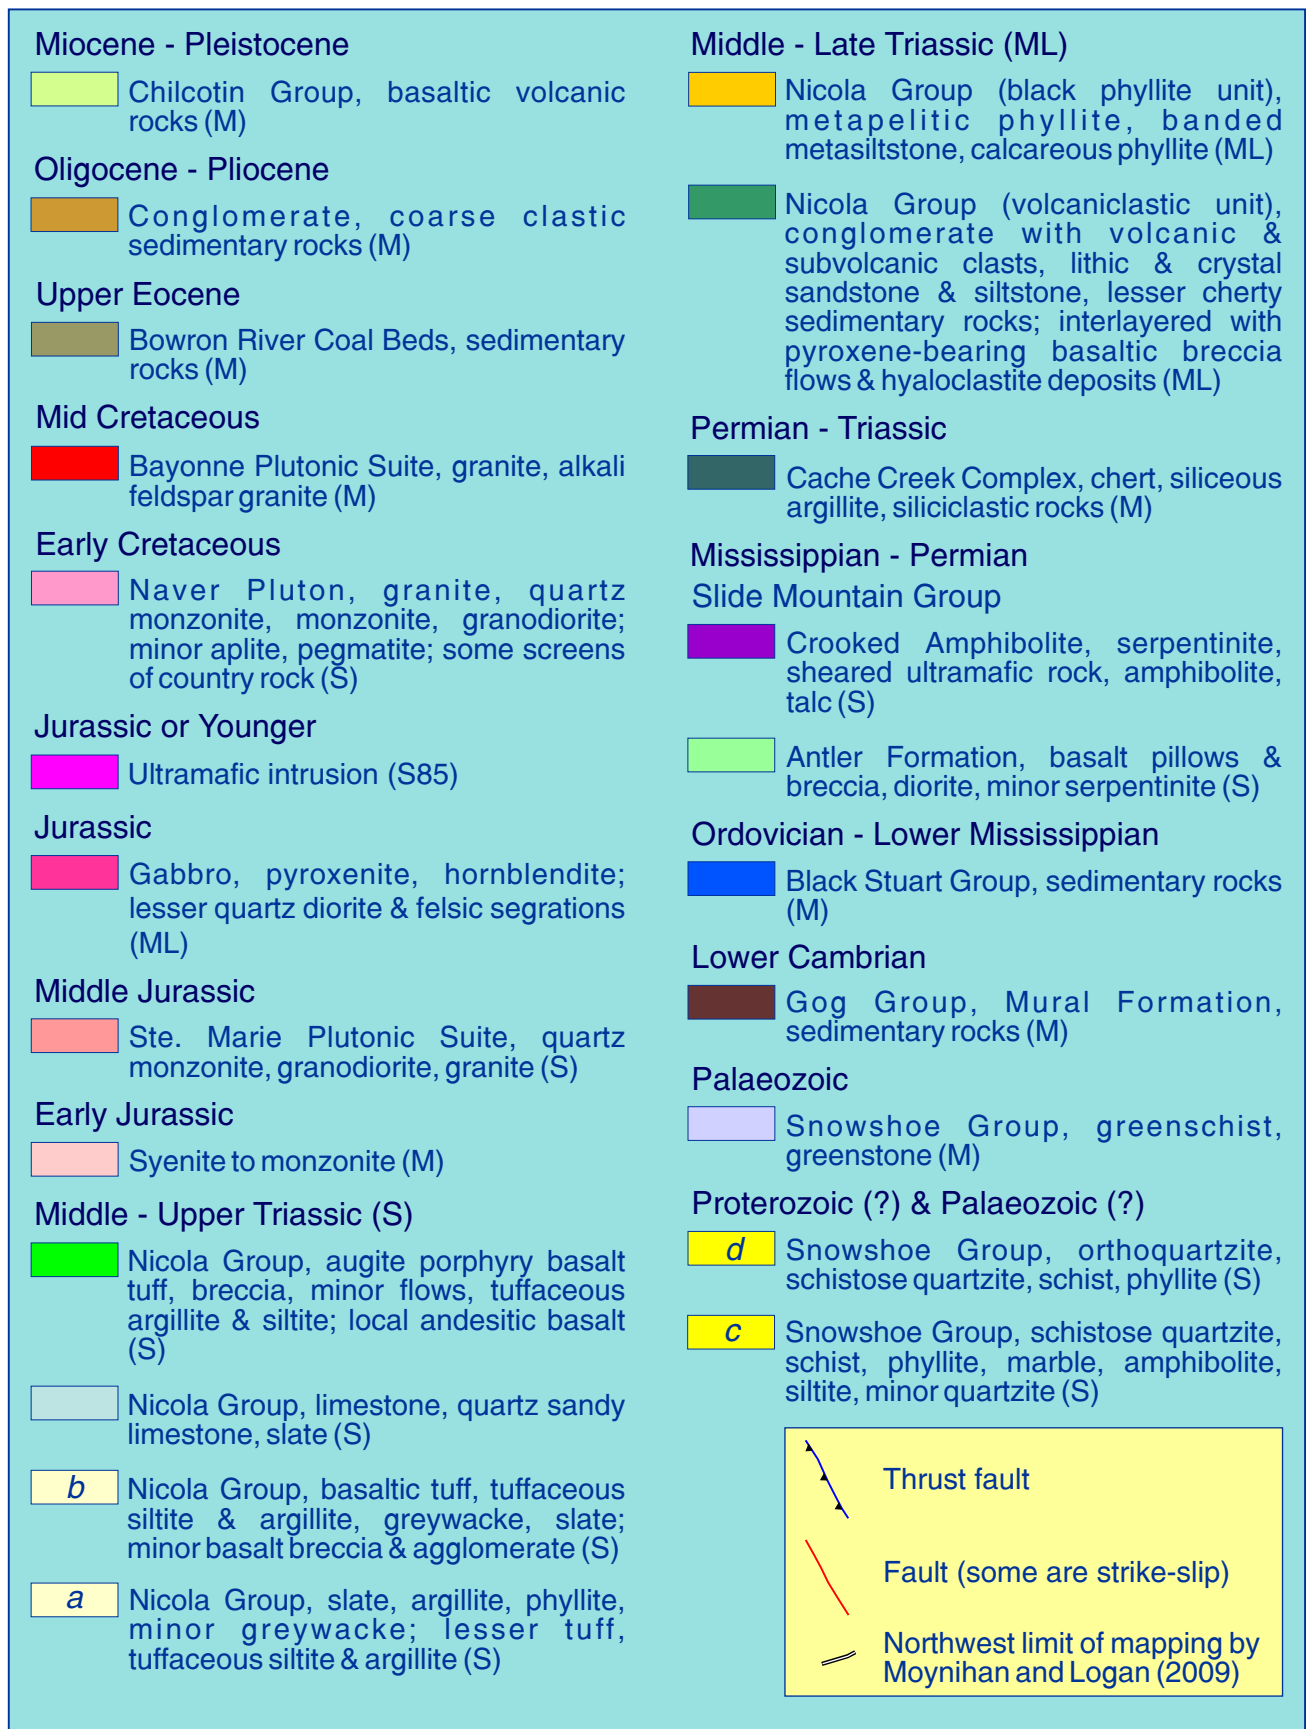 Miocene - Pleistocene
Chilcotin Group, basaltic volcanic
rocks (M)
Oligocene - Pliocene
Conglomerate, coarse clastic
sedimentary rocks (M)
Upper Eocene
Bowron River Coal Beds, sedimentary
rocks (M)
Mid Cretaceous
Bayonne Plutonic Suite, granite, alkali
feldspar granite (M)
Early Cretaceous
Naver Pluton, granite, quartz
monzonite, monzonite, granodiorite;
minor aplite, pegmatite; some screens
of country rock (S)
Jurassic or Younger
Ultramafic intrusion (S85)
Jurassic
Gabbro, pyroxenite, hornblendite;
lesser quartz diorite & felsic segrations
(ML)
Middle Jurassic
Ste. Marie Plutonic Suite, quartz
monzonite, granodiorite, granite (S)
Early Jurassic
Syenite to monzonite (M)
Middle - Upper Triassic (S)
Nicola Group, augite porphyry basalt
tuff, breccia, minor flows, tuffaceous
argillite & siltite; local andesitic basalt
(S)
Nicola Group, limestone, quartz sandy
limestone, slate (S)
b Nicola Group, basaltic tuff, tuffaceous
siltite & argillite, greywacke, slate;
minor basalt breccia & agglomerate (S)
a Nicola Group, slate, argillite, phyllite,
minor greywacke; lesser tuff,
tuffaceous siltite & argillite (S)
Middle - Late Triassic (ML)
Nicola Group (black phyllite unit),
metapelitic phyllite, banded
metasiltstone, calcareous phyllite (ML)
Nicola Group (volcaniclastic unit),
conglomerate with volcanic &
subvolcanic clasts, lithic & crystal
sandstone & siltstone, lesser cherty
sedimentary rocks; interlayered with
pyroxene-bearing basaltic breccia
flows & hyaloclastite deposits (ML)
Permian - Triassic
Cache Creek Complex, chert, siliceous
argillite, siliciclastic rocks (M)
Mississippian - Permian
Slide Mountain Group
Crooked Amphibolite, serpentinite,
sheared ultramafic rock, amphibolite,
talc (S)
Antler Formation, basalt pillows &
breccia, diorite, minor serpentinite (S)
Ordovician - Lower Mississippian
Black Stuart Group, sedimentary rocks
(M)
Lower Cambrian
Gog Group, Mural Formation,
sedimentary rocks (M)
Palaeozoic
Snowshoe Group, greenschist,
greenstone (M)
Proterozoic (?) & Palaeozoic (?)
d Snowshoe Group, orthoquartzite,
schistose quartzite, schist, phyllite (S)
c Snowshoe Group, schistose quartzite,
schist, phyllite, marble, amphibolite,
siltite, minor quartzite (S)
Thrust fault
Fault (some are strike-slip)
Northwest limit of mapping by
Moynihan and Logan (2009)